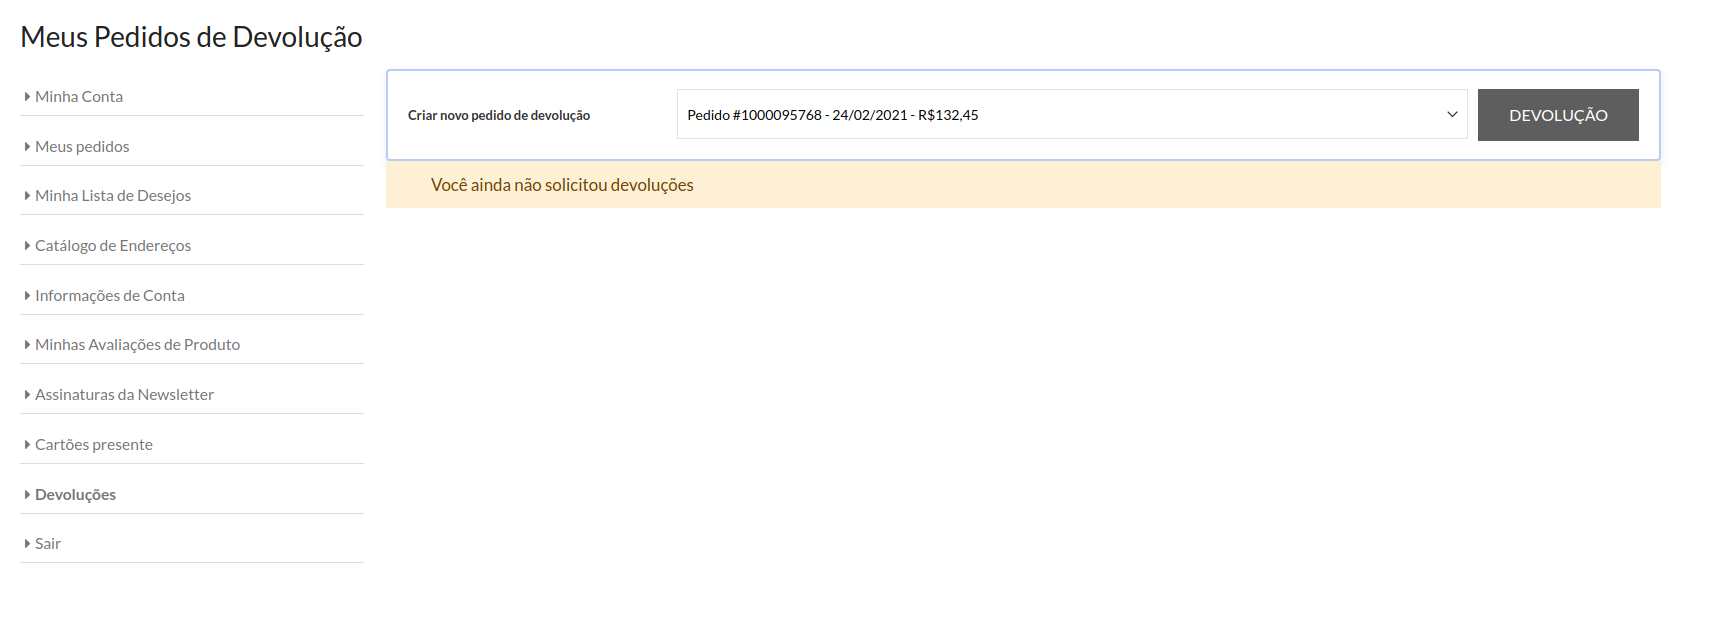 Meus Pedidos de Devolução
Minha Conta
Meus pedidos
Minha Lista de Desejos
Catálogo de Endereços
Informações de Conta
Minhas Avaliações de Produto
Assinaturas da Newsletter
Cartões presente
Devoluções
Sair
Criar novo pedido de devolução
Pedido #1000095768 - 24/02/2021 - R$132,45
DEVOLUÇÃO
Você ainda não solicitou devoluções